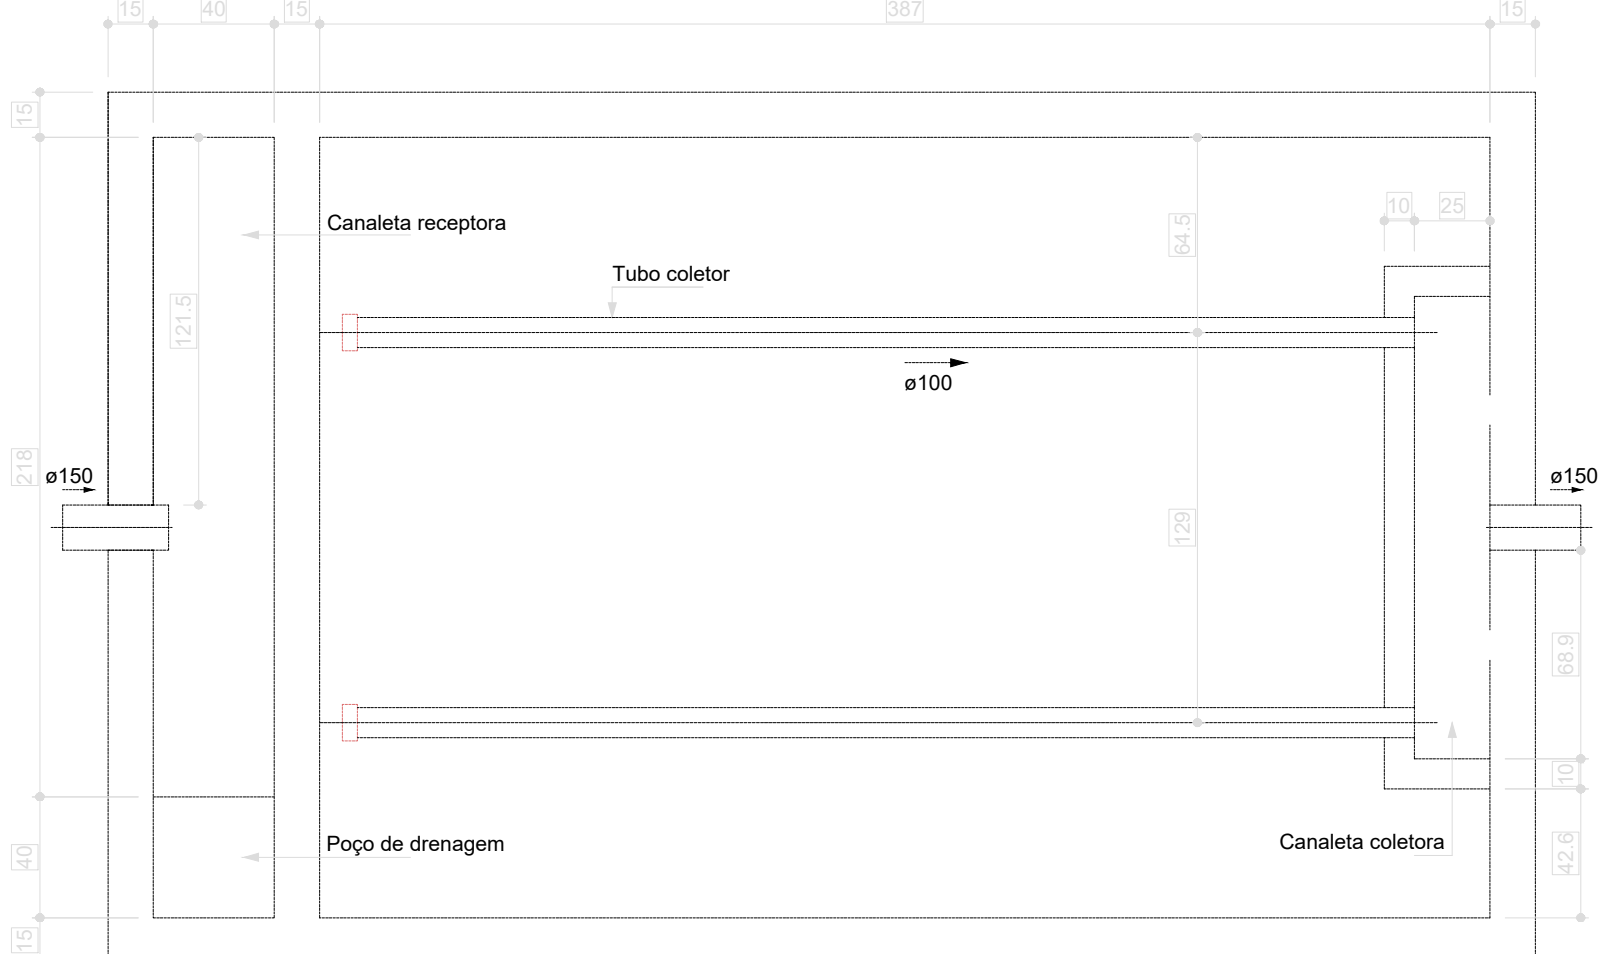 15
40
15
387
15
15
Canaleta receptora
10
25
64.5
Tubo coletor
121.5
ø100
218
ø150
ø150
129
68.9
10
Poço de drenagem
Canaleta coletora
40
42.6
15